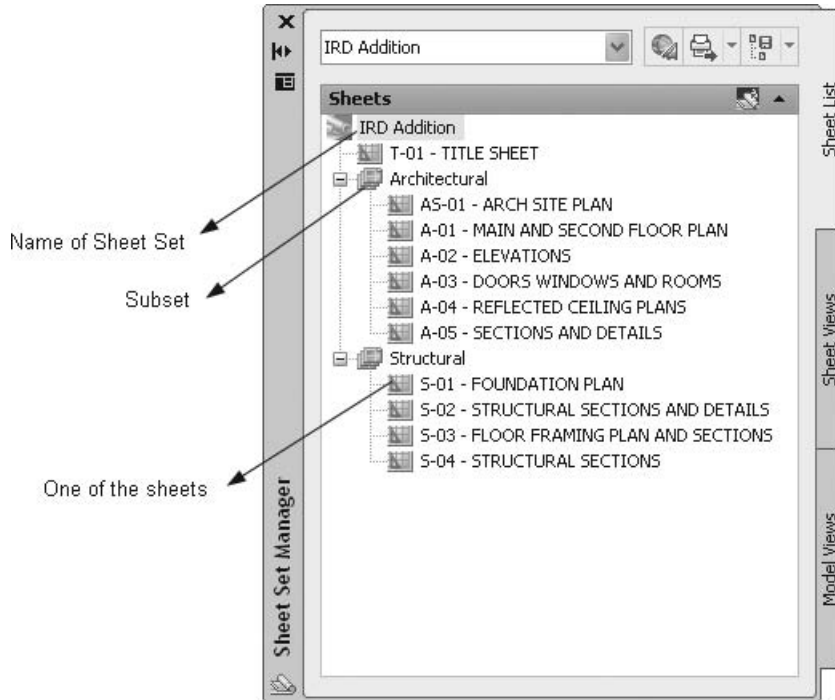 IRD Addition
Sheets
IRD Addition
T-01 - TITLE SHEET
Architectural
AS-01 - ARCH SITE PLAN
A-01 - MAIN AND SECOND FLOOR PLAN
A-02 - ELEVATIONS
A-03 - DOORS WINDOWS AND ROOMS
A-04 - REFLECTED CEILING PLANS
A-05 - SECTIONS AND DETAILS
Structural
S-01 - FOUNDATION PLAN
S-02 - STRUCTURAL SECTIONS AND DETAILS
S-03 - FLOOR FRAMING PLAN AND SECTIONS
S-04 - STRUCTURAL SECTIONS
Name of Sheet Set
Subset
One of the sheets
Sheet Set Manager
Sheet List
Sheet Views
Model Views